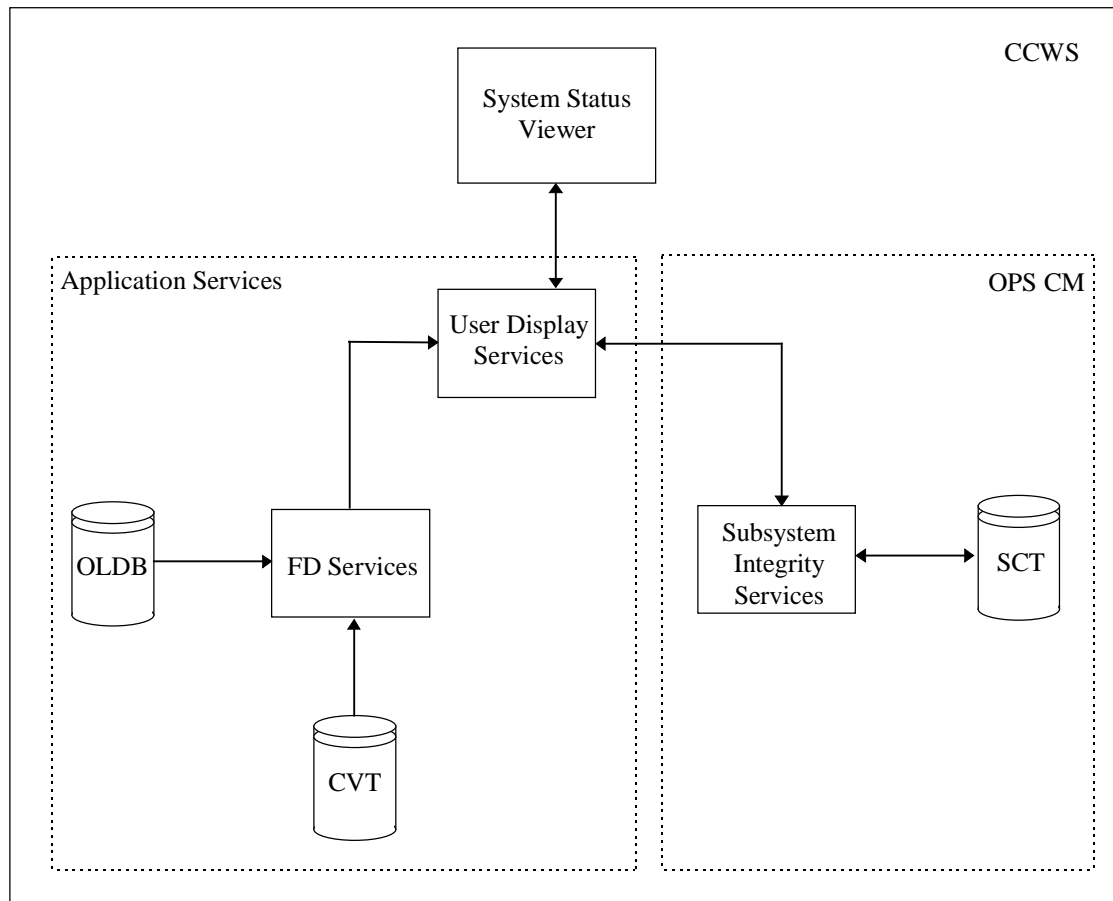 CCWS
System Status
Viewer
Application Services
OPS CM
User Display
Services
OLDB
FD Services
Subsystem
Integrity
Services
SCT
CVT